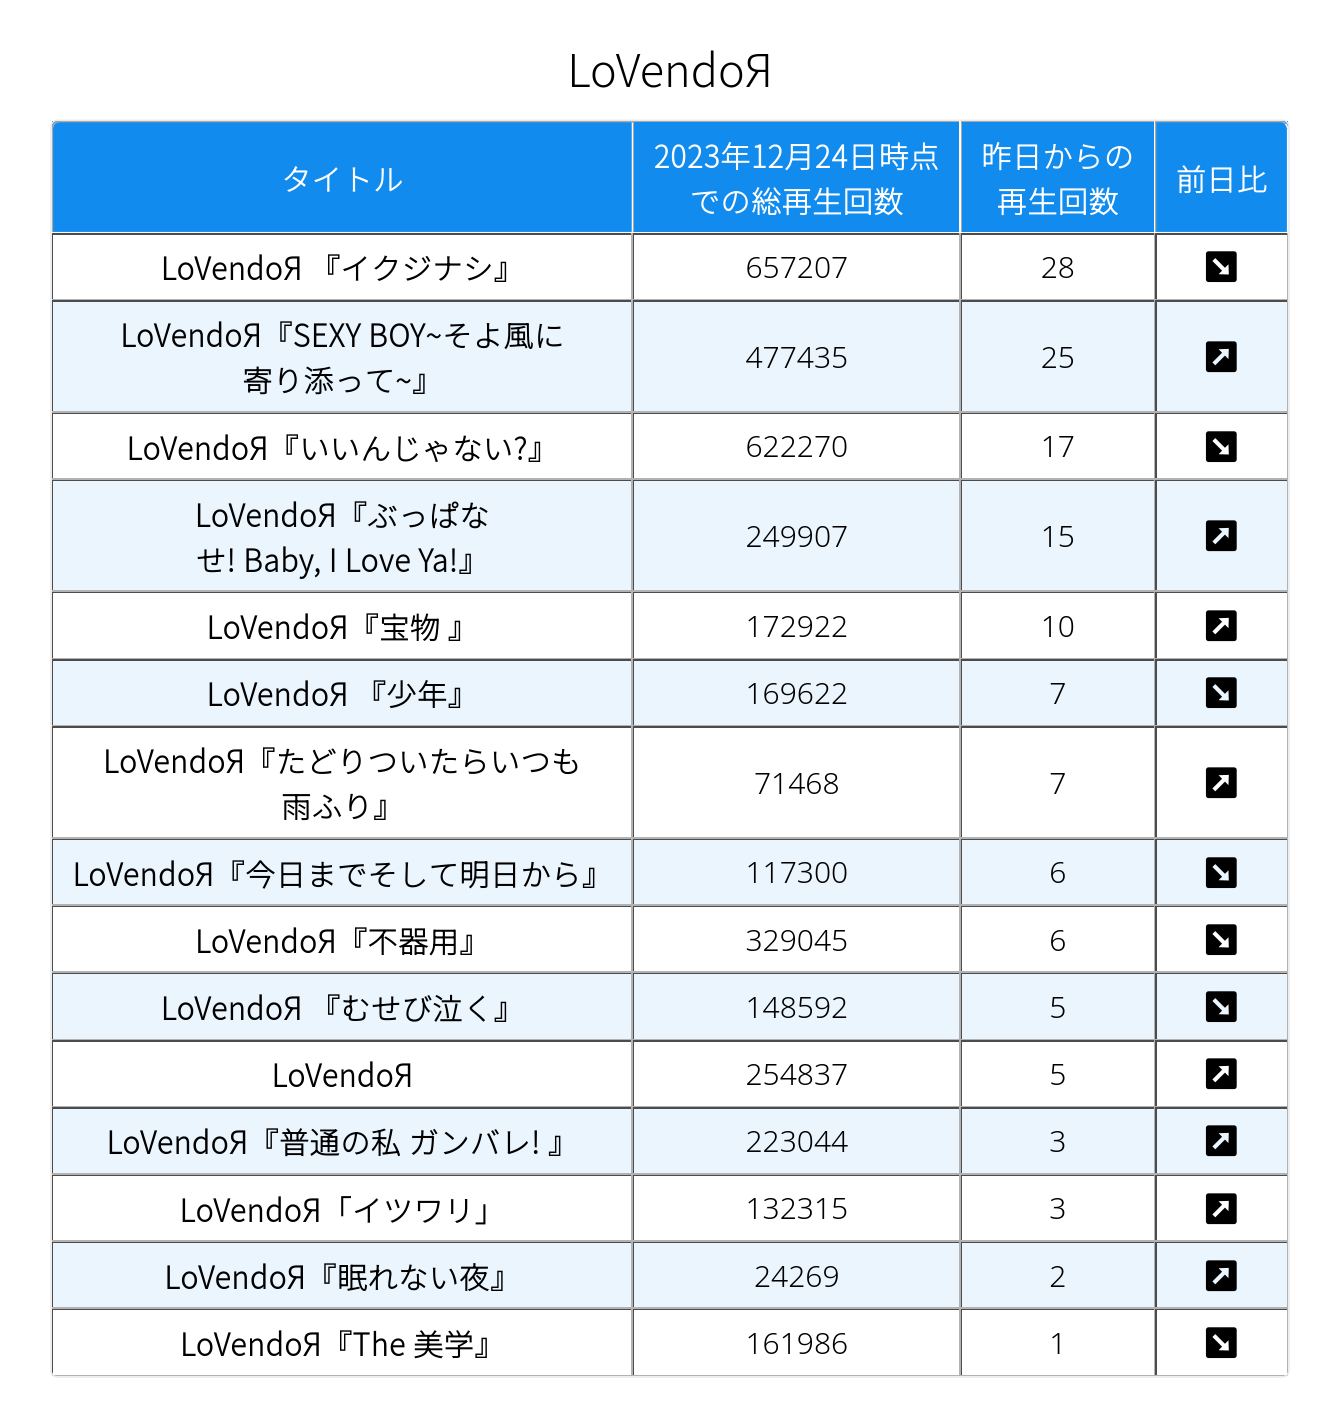 LoVendoЯ
タイトル
2023年12月24日時点
での総再生回数
昨日からの
再生回数
前日比
LoVendoЯ 『イクジナシ』
657207
28
LoVendoЯ『SEXY BOY~そよ風に
寄り添って~』
477435
25
LoVendoЯ『いいんじゃない?』
622270
17
LoVendoЯ『ぶっぱな
せ! Baby, I Love Ya!』
249907
15
LoVendoЯ『宝物 』
172922
10
LoVendoЯ 『少年』
169622
7
LoVendoЯ『たどりついたらいつも
雨ふり』
71468
7
LoVendoЯ『今日までそして明日から』
117300
6
LoVendoЯ『不器用』
329045
6
LoVendoЯ 『むせび泣く』
148592
5
LoVendoЯ
254837
5
LoVendoЯ『普通の私 ガンバレ! 』
223044
3
LoVendoЯ「イツワリ」
132315
3
LoVendoЯ『眠れない夜』
24269
2
LoVendoЯ『The 美学』
161986
1